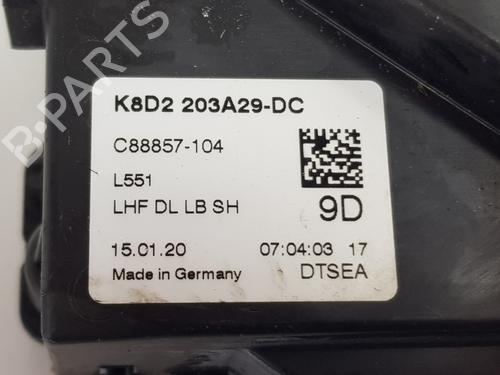 K8D2 203A29-DC
C88857-104
L551
LHF DL LB SH
9D
15.01.20 07:04:03 17
Made in Germany DTSEA